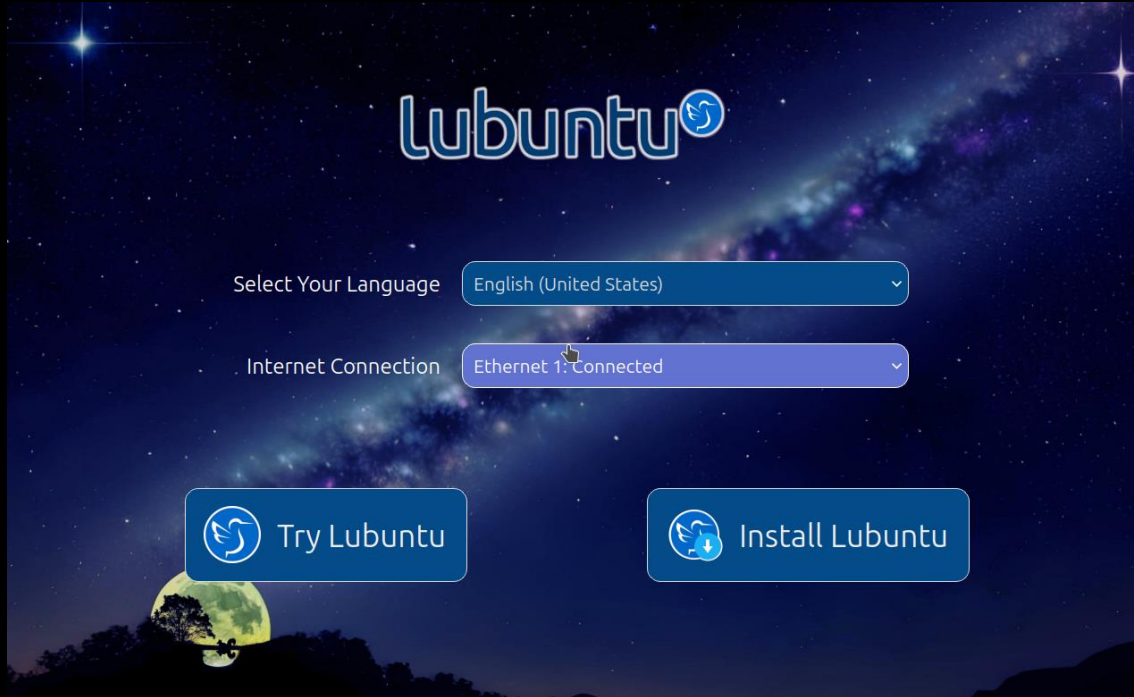 lubuntu
Select Your Language English (United States)
Internet Connection Ethernet 1: Connected
Try Lubuntu
Install Lubuntu